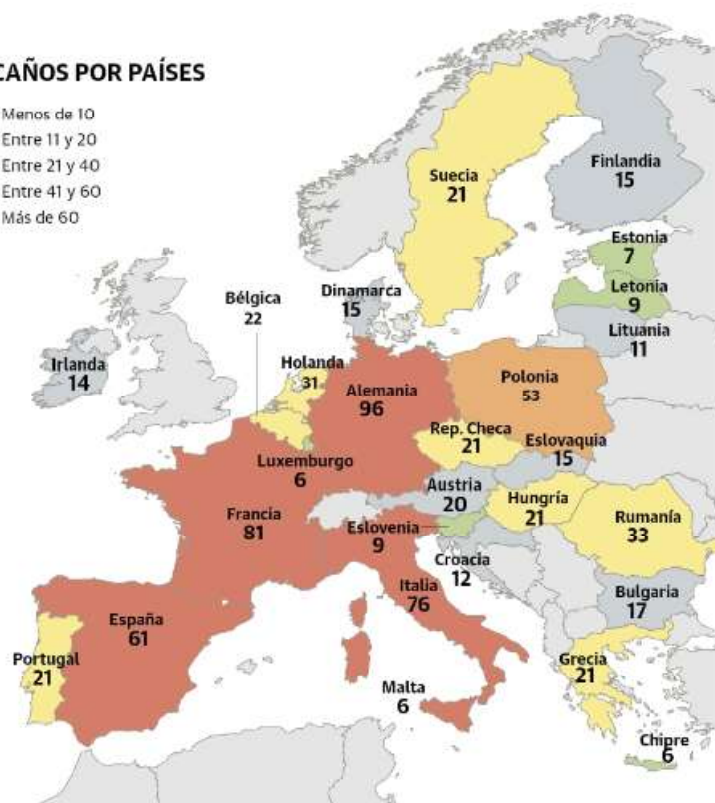 CAÑOS POR PAÍSES
Menos de 10
Entre 11 y 20
Entre 21 y 40
Entre 41 y 60
Más de 60
Suecia
21
Finlandia
15
Estonia
7
Letonia
9
Lituania
11
Dinamarca
15
Bélgica
22
Irlanda
14
Holanda
31
Alemania
96
Polonia
53
Rep. Checa
21
Eslovaquia
15
Luxemburgo
6
Austria
20
Hungría
21
Rumanía
33
Francia
81
Eslovenia
9
Croacia
12
Italia
76
Bulgaria
17
España
61
Portugal
21
Grecia
21
Malta
6
Chipre
6